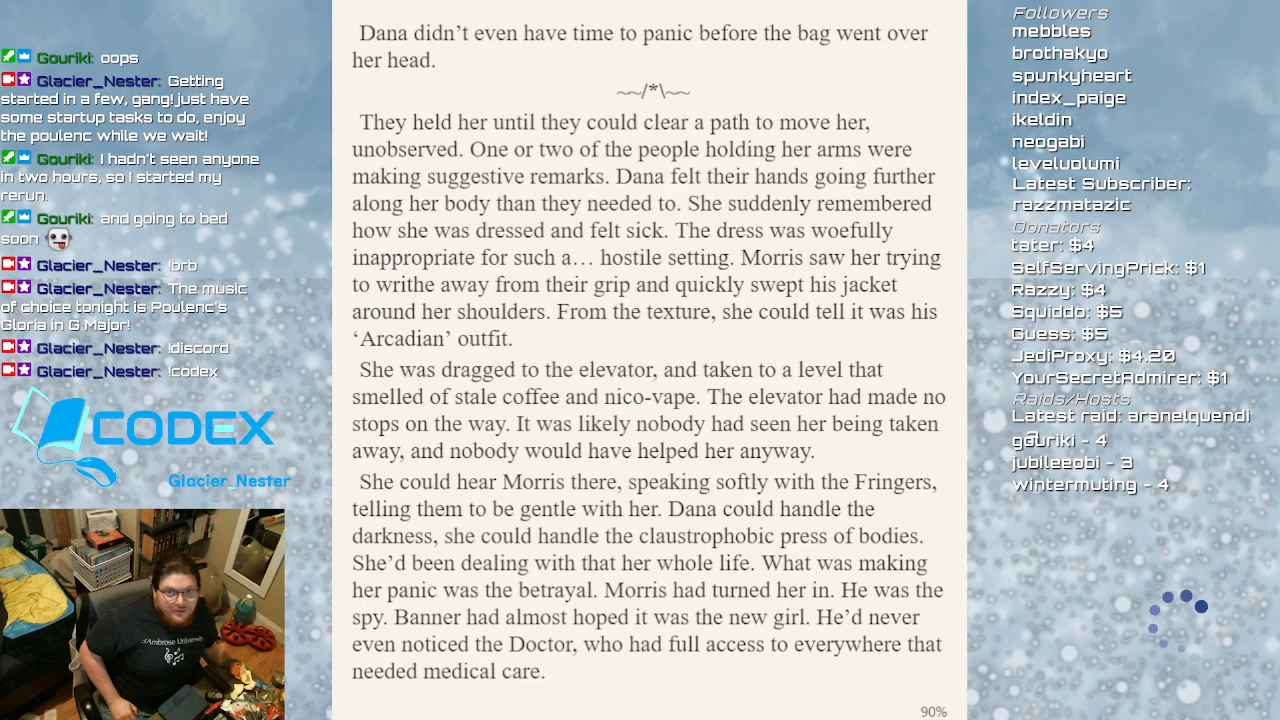 Gouriki: oops
Glacier_Nester: Getting
started in a few, gang! just have
some startup tasks to do, enjoy
the poulenc while we wait!
Gouriki: I hadn't seen anyone
in two hours, so I started my
rerun.
Gouriki: and going to bed
soon
Glacier_Nester: !brb
Glacier_Nester: The music
of choice tonight is Poulenc's
Gloria in G Major!
Glacier_Nester: !discord
Glacier_Nester: !codex
CODEX
Glacier_Nester
Ambrose University
Dana didn’t even have time to panic before the bag went over
her head.
~~/*\~~
They held her until they could clear a path to move her,
unobserved. One or two of the people holding her arms were
making suggestive remarks. Dana felt their hands going further
along her body than they needed to. She suddenly remembered
how she was dressed and felt sick. The dress was woefully
inappropriate for such a… hostile setting. Morris saw her trying
to writhe away from their grip and quickly swept his jacket
around her shoulders. From the texture, she could tell it was his
‘Arcadian’ outfit.
She was dragged to the elevator, and taken to a level that
smelled of stale coffee and nico-vape. The elevator had made no
stops on the way. It was likely nobody had seen her being taken
away, and nobody would have helped her anyway.
She could hear Morris there, speaking softly with the Fringers,
telling them to be gentle with her. Dana could handle the
darkness, she could handle the claustrophobic press of bodies.
She’d been dealing with that her whole life. What was making
her panic was the betrayal. Morris had turned her in. He was the
spy. Banner had almost hoped it was the new girl. He’d never
even noticed the Doctor, who had full access to everywhere that
needed medical care.
90%
Followers
mebbles
brothakyo
spunkyheart
index_paige
ikeldin
neogabi
leveluolumi
Latest Subscriber:
razzmatazic
Donators
tater: $4
SelfServingPrick: $1
Razzy: $4
Squiddo: $5
Guess: $5
JediProxy: $4.20
YourSecretAdmirer: $1
Raids/Hosts
Latest raid: aranelquendi
gouriki - 4
jubileebi - 3
wintermuting - 4